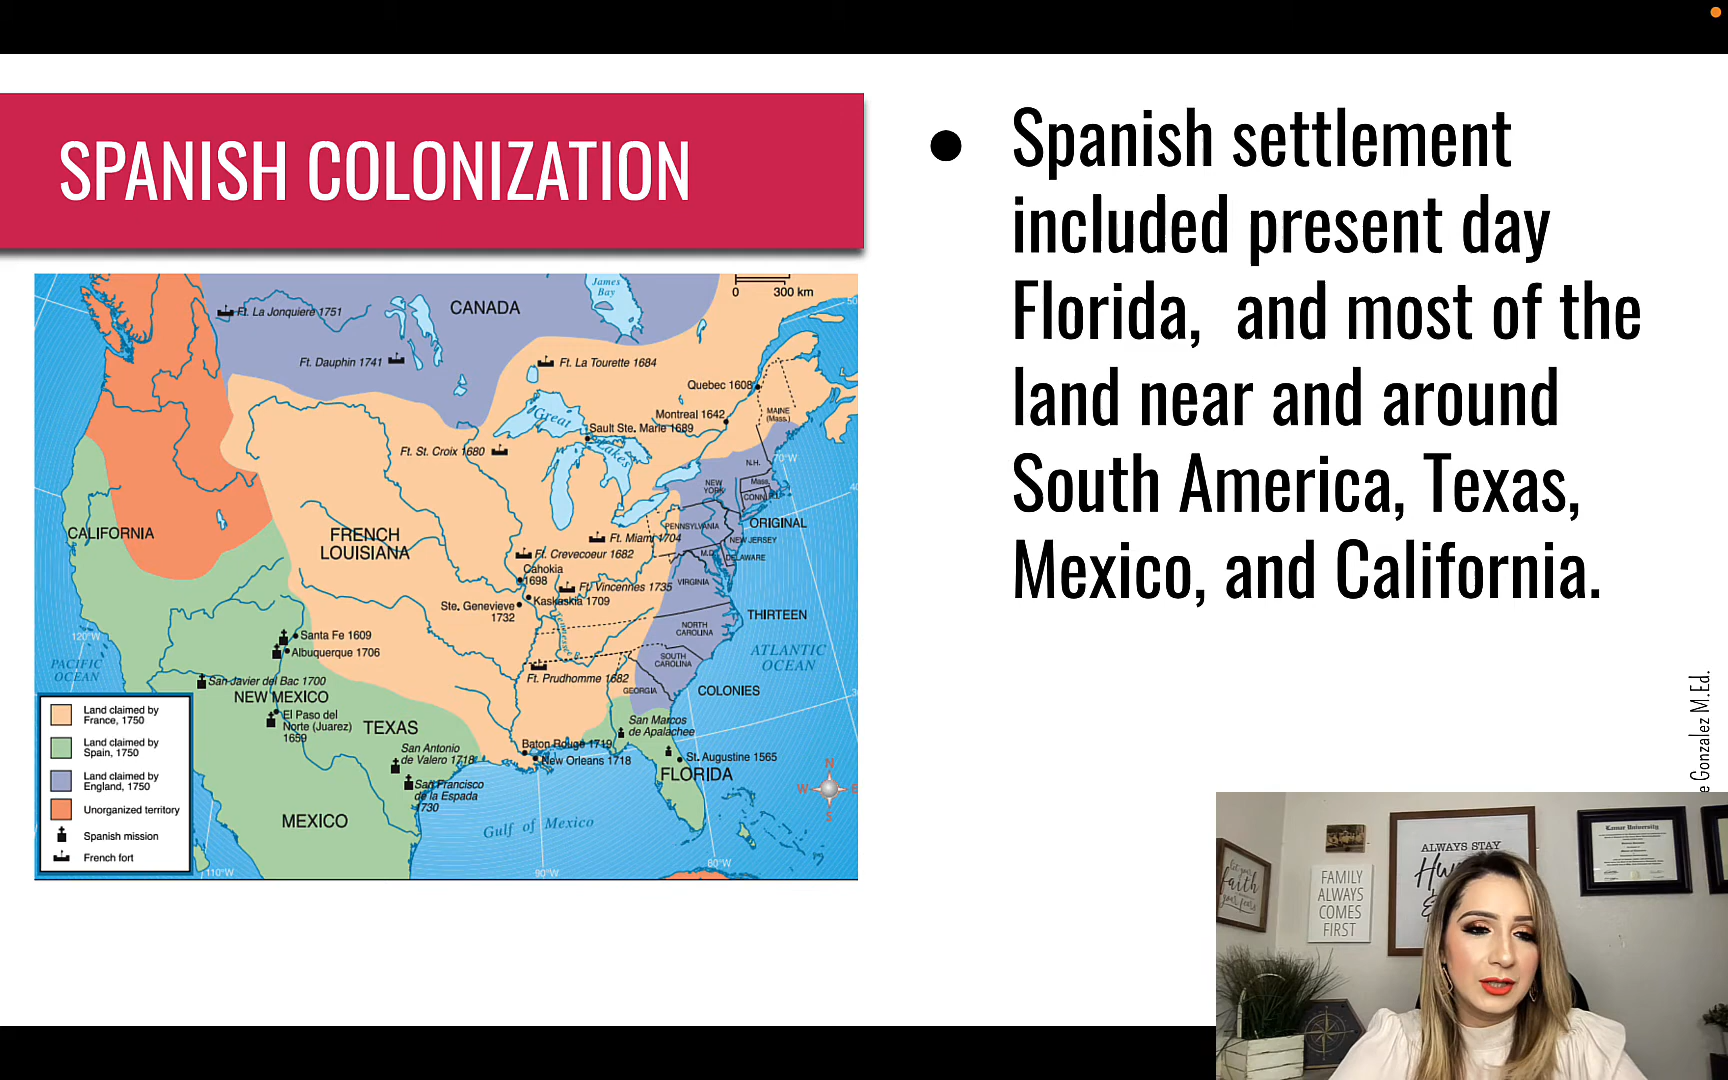 SPANISH COLONIZATION
● Spanish settlement
included present day
Florida,  and most of the
land near and around
South America, Texas,
Mexico, and California.
0 300 km
James
Bay
CANADA
Ft. La Jonquiere 1751
Ft. Dauphin 1741
Ft. La Tourette 1684
Quebec 1608
Montreal 1642
MAINE
(Mass.)
Great
Lakes
Sault Ste. Marie 1689
Ft. St. Croix 1680
70°W
N.H.
NEW
YORK
Mass.
CONN.
R.I.
CALIFORNIA
FRENCH
LOUISIANA
ORIGINAL
PENNSYLVANIA
NEW JERSEY
Ft. Miami 1704
Ft. Crevecoeur 1682
M.D.
DELAWARE
Cahokia
1698
Ft. Vincennes 1735
VIRGINIA
Kaskaskia 1709
Ste. Genevieve
1732
THIRTEEN
Tennessee R.
NORTH
CAROLINA
120°W
Santa Fe 1609
Albuquerque 1706
PACIFIC
OCEAN
ATLANTIC
OCEAN
SOUTH
CAROLINA
San Javier del Bac 1700
NEW MEXICO
Ft. Prudhomme 1682
GEORGIA
COLONIES
El Paso del
Norte (Juarez)
1659
TEXAS
San Marcos
de Apalachee
San Antonio
de Valero 1718
Baton Rouge 1719
New Orleans 1718
St. Augustine 1565
FLORIDA
San Francisco
de la Espada
1730
MEXICO
Gulf of Mexico
N
W E
S
110°W
90°W
80°W
Land claimed by
France, 1750
Land claimed by
Spain, 1750
Land claimed by
England, 1750
Unorganized territory
Spanish mission
French fort
e Gonzalez M.Ed.
let your
faith
your fears
FAMILY
ALWAYS
COMES
FIRST
ALWAYS STAY
Lamar University